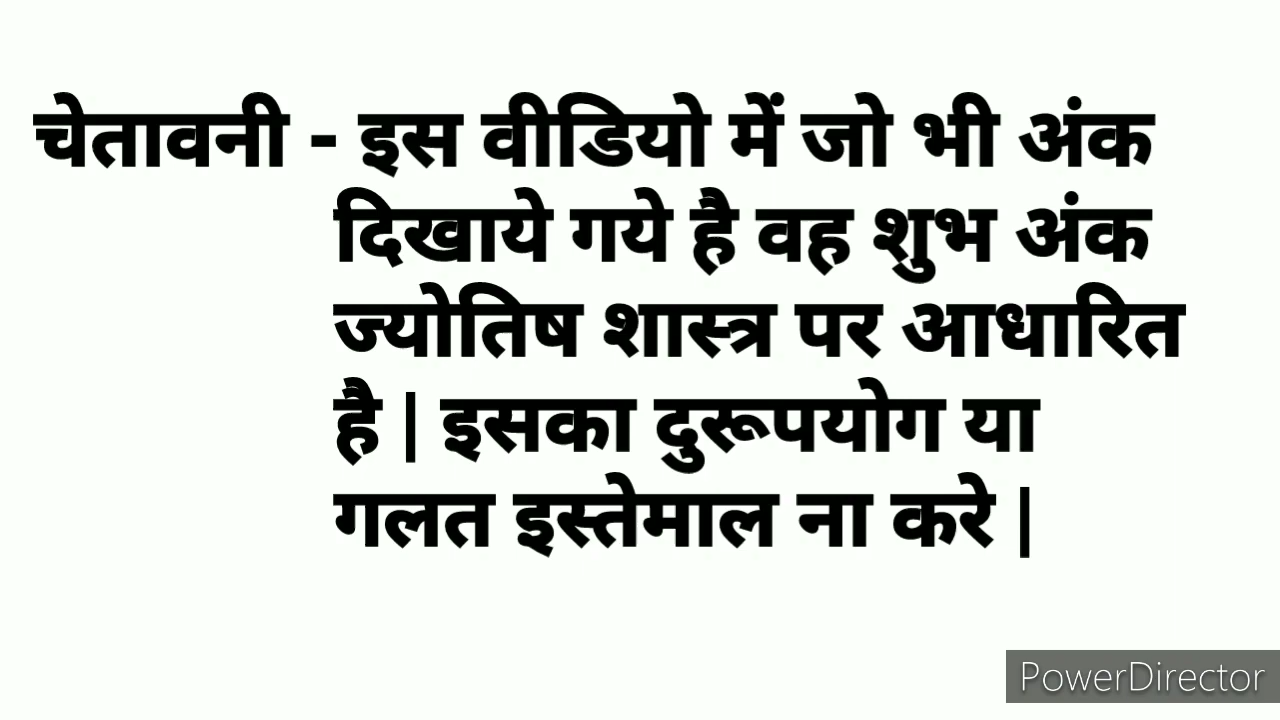 चेतावनी - इस वीडियो में जो भी अंक
दिखाये गये है वह शुभ अंक
ज्योतिष शास्त्र पर आधारित
है | इसका दुरूपयोग या
गलत इस्तेमाल ना करे |
PowerDirector